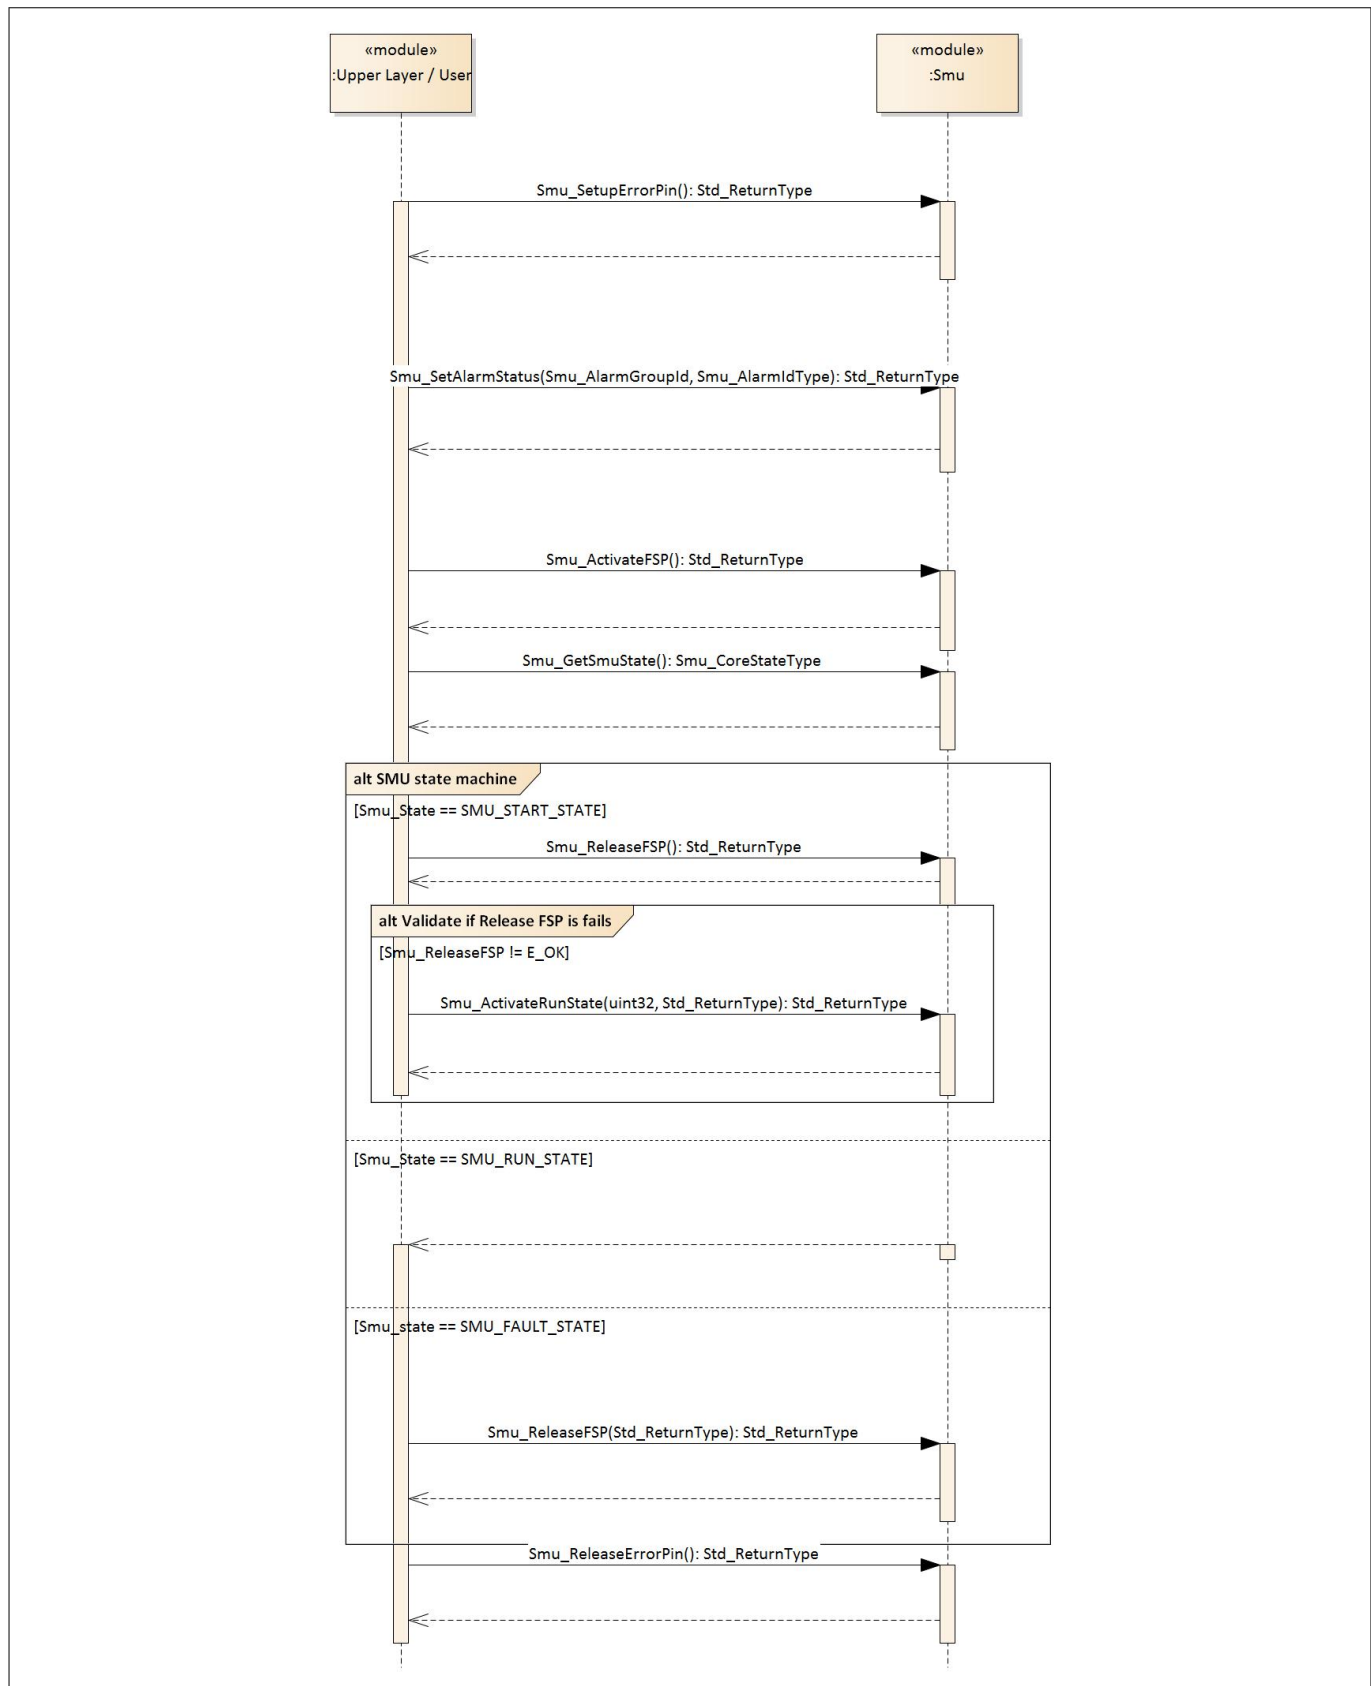 «module»
:Upper Layer / User
«module»
:Smu
Smu_SetupErrorPin(): Std_ReturnType
Smu_SetAlarmStatus(Smu_AlarmGroupId, Smu_AlarmIdType): Std_ReturnType
Smu_ActivateFSP(): Std_ReturnType
Smu_GetSmuState(): Smu_CoreStateType
alt SMU state machine
[Smu_State == SMU_START_STATE]
Smu_ReleaseFSP(): Std_ReturnType
alt Validate if Release FSP is fails
[Smu_ReleaseFSP != E_OK]
Smu_ActivateRunState(uint32, Std_ReturnType): Std_ReturnType
[Smu_State == SMU_RUN_STATE]
[Smu_state == SMU_FAULT_STATE]
Smu_ReleaseFSP(Std_ReturnType): Std_ReturnType
Smu_ReleaseErrorPin(): Std_ReturnType